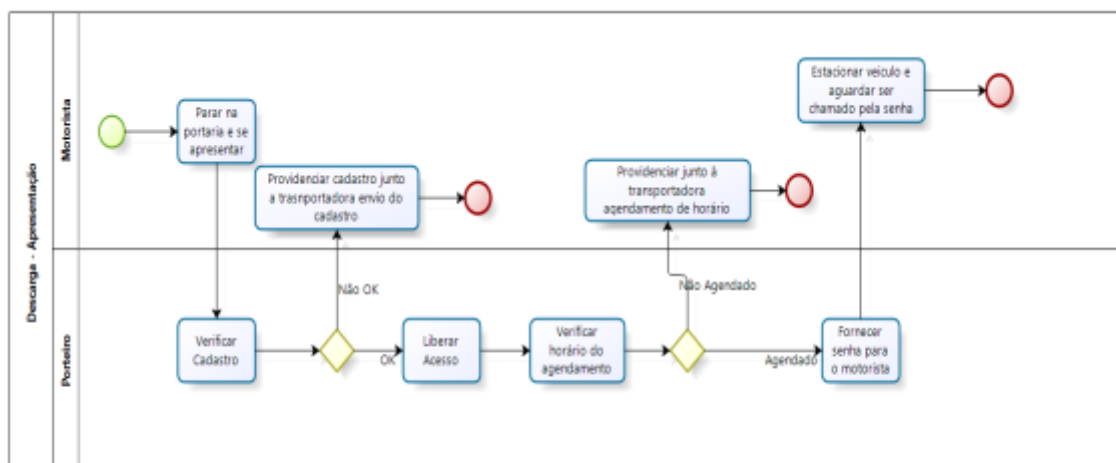 Descarga - Apresentação
Motorista
Parar na
portaria e se
apresentar
Providenciar cadastro junto
a trasnportadora envio do
cadastro
Providenciar junto à
transportadora
agendamento de horário
Estacionar veiculo e
aguardar ser
chamado pela senha
Porteiro
Verificar
Cadastro
Não OK
OK
Liberar
Acesso
Verificar
horário do
agendamento
Não Agendado
Agendado
Fornecer
senha para
o motorista